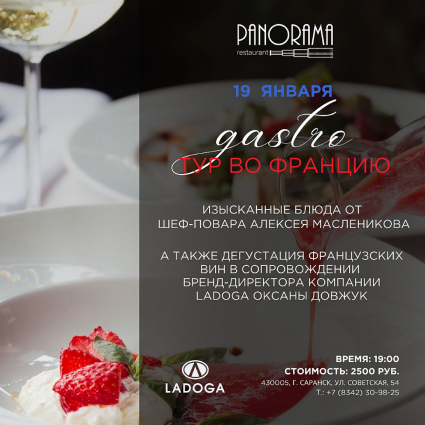 PANORAMA
restaurant
19 ЯНВАРЯ
gastro
ТУР ВО ФРАНЦИЮ
ИЗЫСКАННЫЕ БЛЮДА ОТ
ШЕФ-ПОВАРА АЛЕКСЕЯ МАСЛЕНИКОВА
А ТАКЖЕ ДЕГУСТАЦИЯ ФРАНЦУЗСКИХ
ВИН В СОПРОВОЖДЕНИИ
БРЕНД-ДИРЕКТОРА КОМПАНИИ
LADOGA ОКСАНЫ ДОВЖУК
LADOGA
ВРЕМЯ: 19:00
СТОИМОСТЬ: 2500 РУБ.
430005, Г. САРАНСК, УЛ. СОВЕТСКАЯ, 54
Т.: +7 (8342) 30-98-25